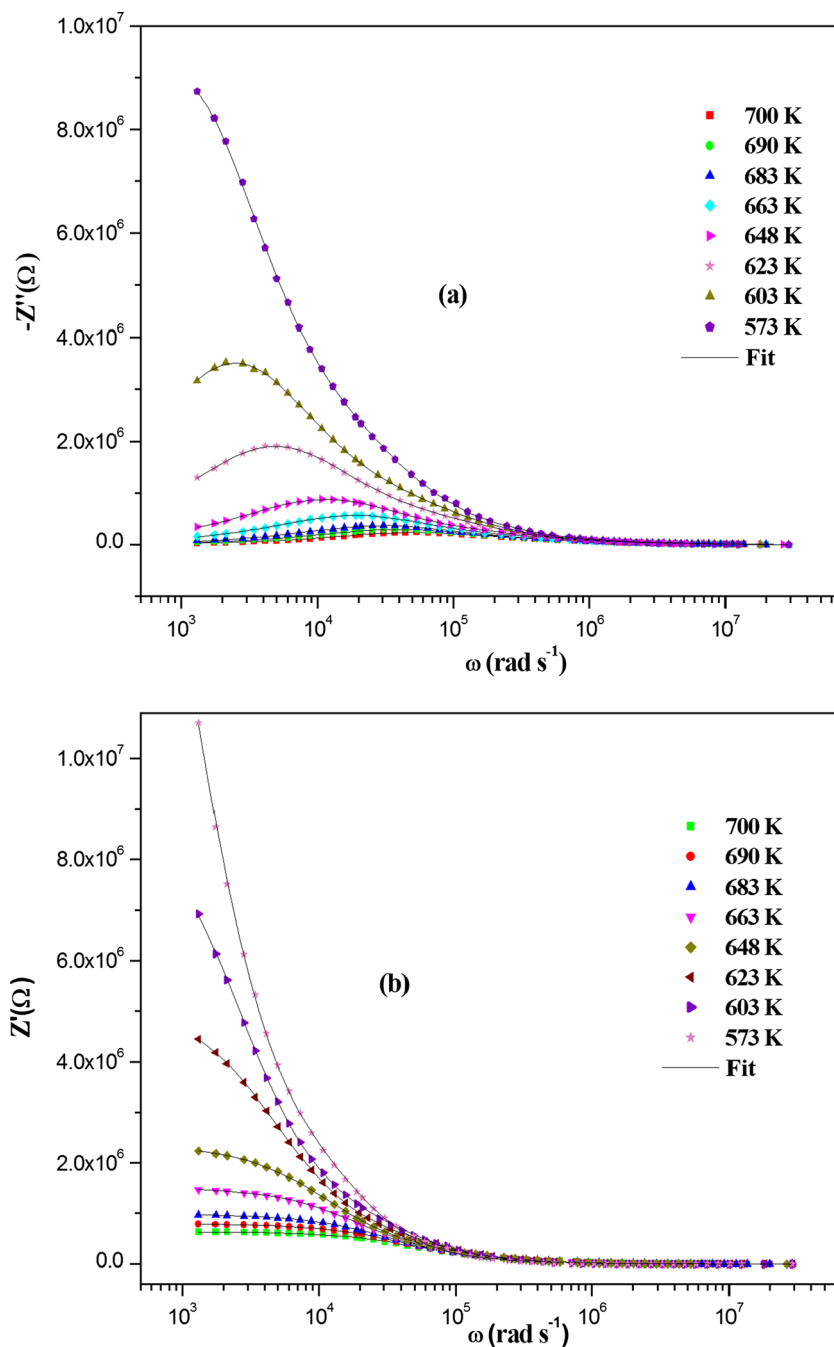 1.0x10⁷
700 K
690 K
8.0x10⁶
683 K
663 K
648 K
6.0x10⁶
623 K
-Z''(Ω)
(a)
603 K
573 K
4.0x10⁶
Fit
2.0x10⁶
0.0
10³ 10⁴ 10⁵ 10⁶ 10⁷
ω (rad s⁻¹)
1.0x10⁷
700 K
690 K
8.0x10⁶
683 K
663 K
648 K
6.0x10⁶
623 K
Z'(Ω)
(b)
603 K
573 K
4.0x10⁶
Fit
2.0x10⁶
0.0
10³ 10⁴ 10⁵ 10⁶ 10⁷
ω (rad s⁻¹)